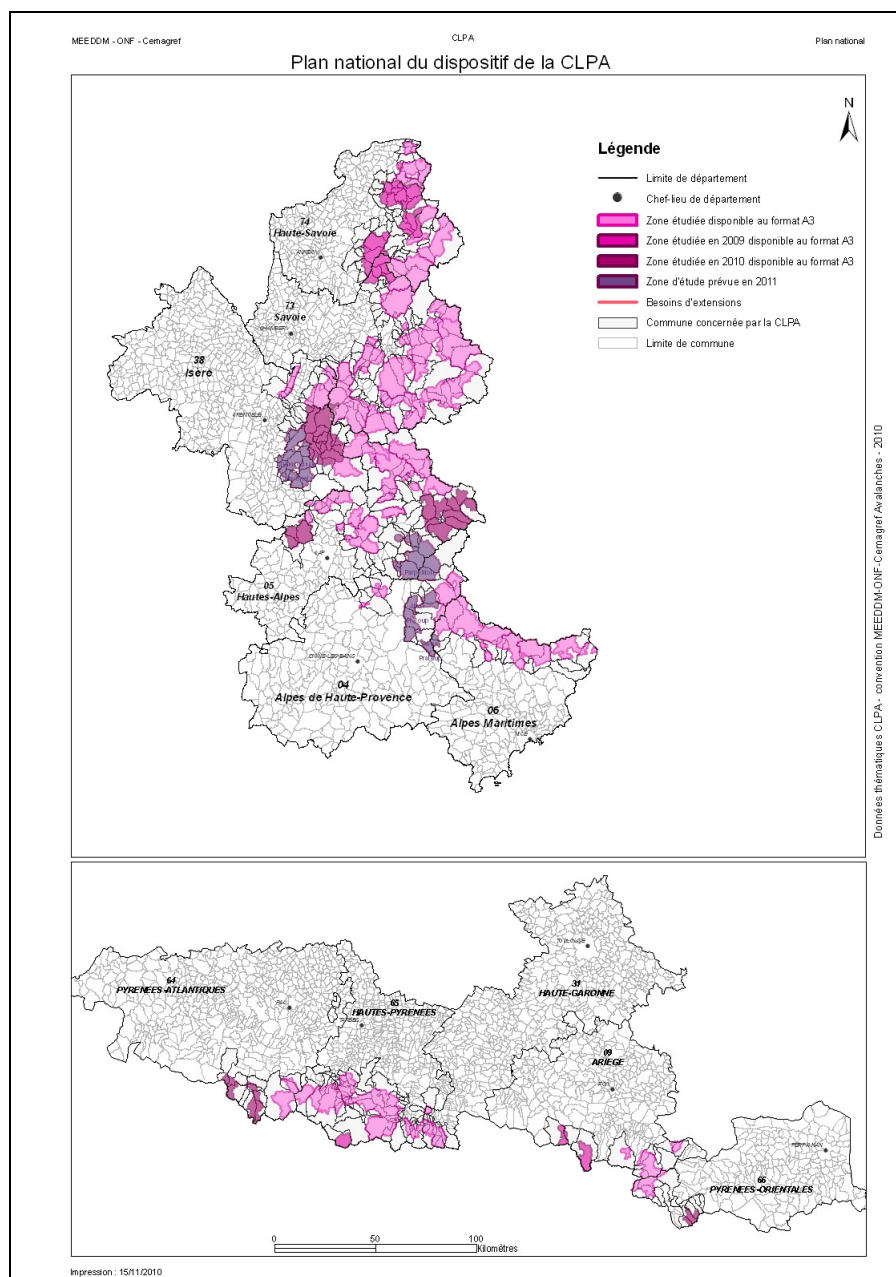 MEEDDM - ONF - Cemagref
CLPA
Plan national
Plan national du dispositif de la CLPA
N
Légende
Limite de département
Chef-lieu de département
Zone étudiée disponible au format A3
Zone étudiée en 2009 disponible au format A3
Zone étudiée en 2010 disponible au format A3
Zone d'étude prévue en 2011
Besoins d'extensions
Commune concernée par la CLPA
Limite de commune
74
Haute-Savoie
73
Savoie
38
Isère
05
Hautes-Alpes
04
Alpes de Haute-Provence
06
Alpes Maritimes
Données thématiques CLPA - convention MEEDDM-ONF-Cemagref Avalanches - 2010
64
PYRENEES-ATLANTIQUES
65
HAUTES-PYRENEES
31
HAUTE-GARONNE
09
ARIEGE
66
PYRENEES-ORIENTALES
0 50 100
Kilomètres
Impression : 15/11/2010